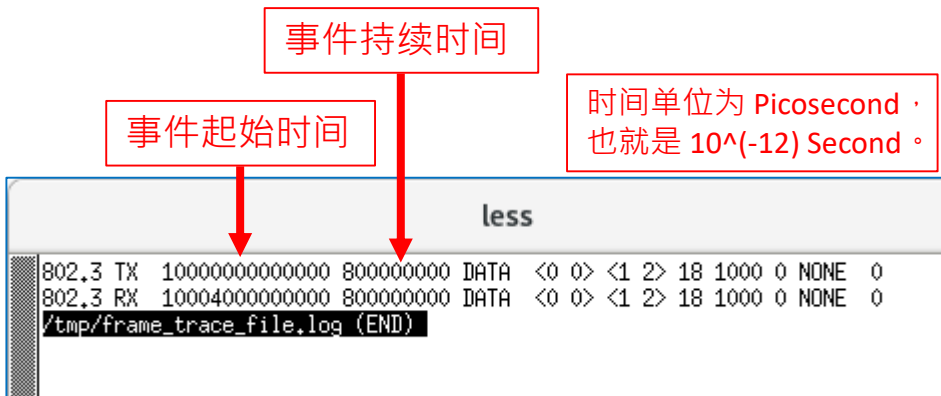 事件持续时间
事件起始时间
时间单位为 Picosecond，
也就是 10^(-12) Second。
less
802.3 TX 10000000000000 800000000 DATA <0 0> <1 2> 18 1000 0 NONE 0
802.3 RX 10004000000000 800000000 DATA <0 0> <1 2> 18 1000 0 NONE 0
/tmp/frame_trace_file.log (END)